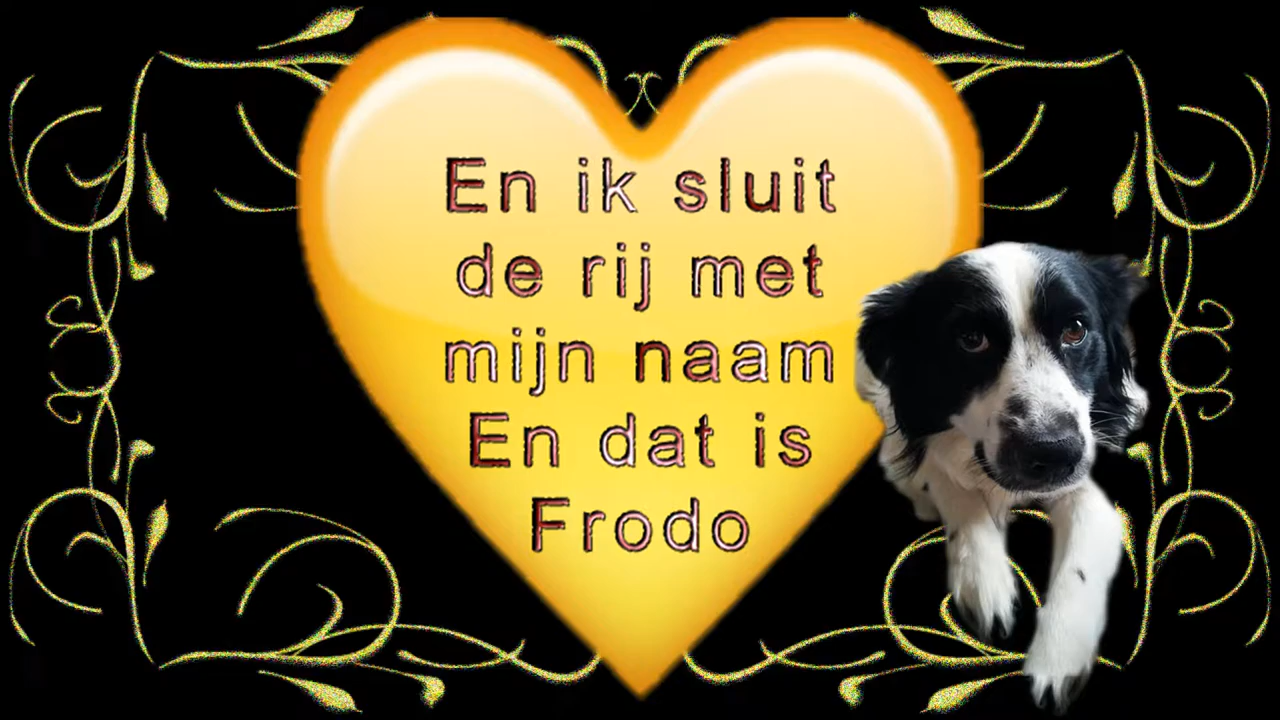 En ik sluit
de rij met
mijn naam
En dat is
Frodo